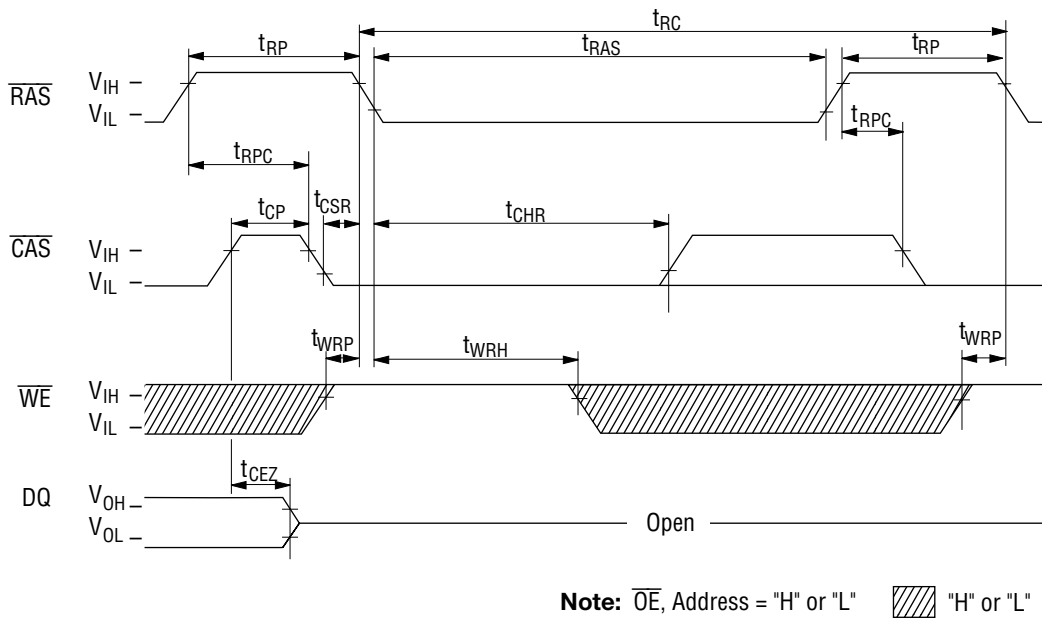 tRC
tRP tRAS tRP
RAS VIH
VIL
tRPC tRPC
tCP tCSR tCHR
CAS VIH
VIL
tWRP tWRH tWRP
WE VIH
VIL
tCEZ
DQ VOH
VOL Open
Note: OE, Address = "H" or "L" "H" or "L"